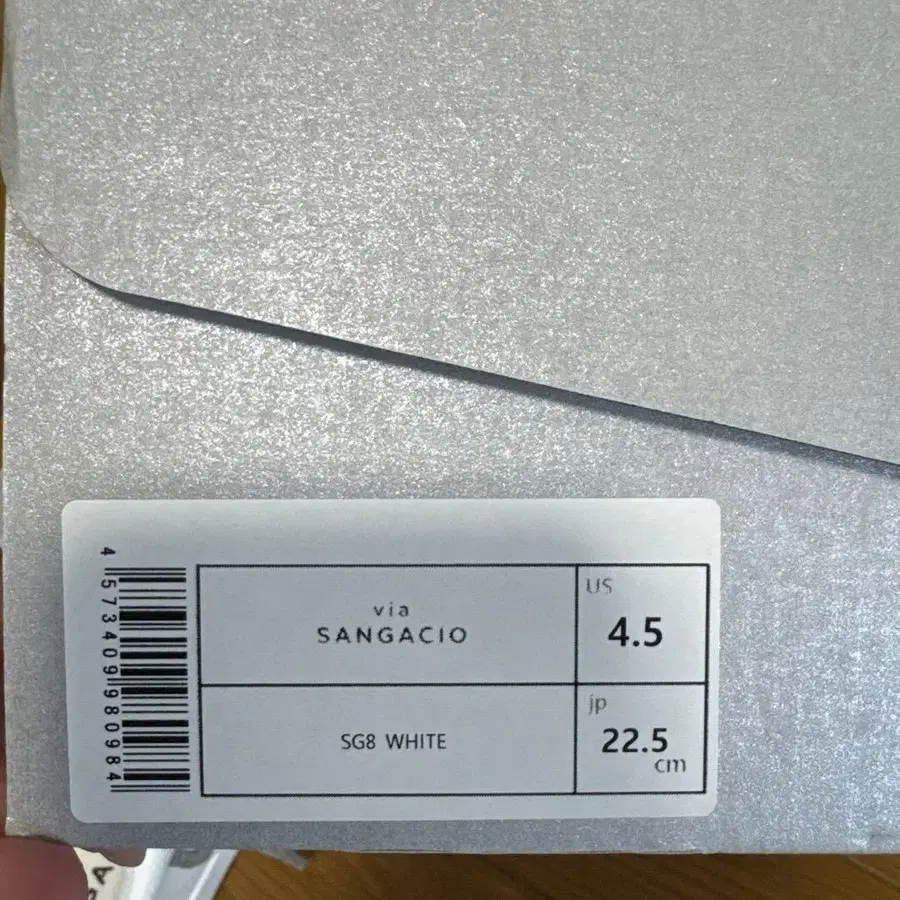 4573409980984
via
SANGACIO
US
4.5
SG8 WHITE
jp
22.5
cm